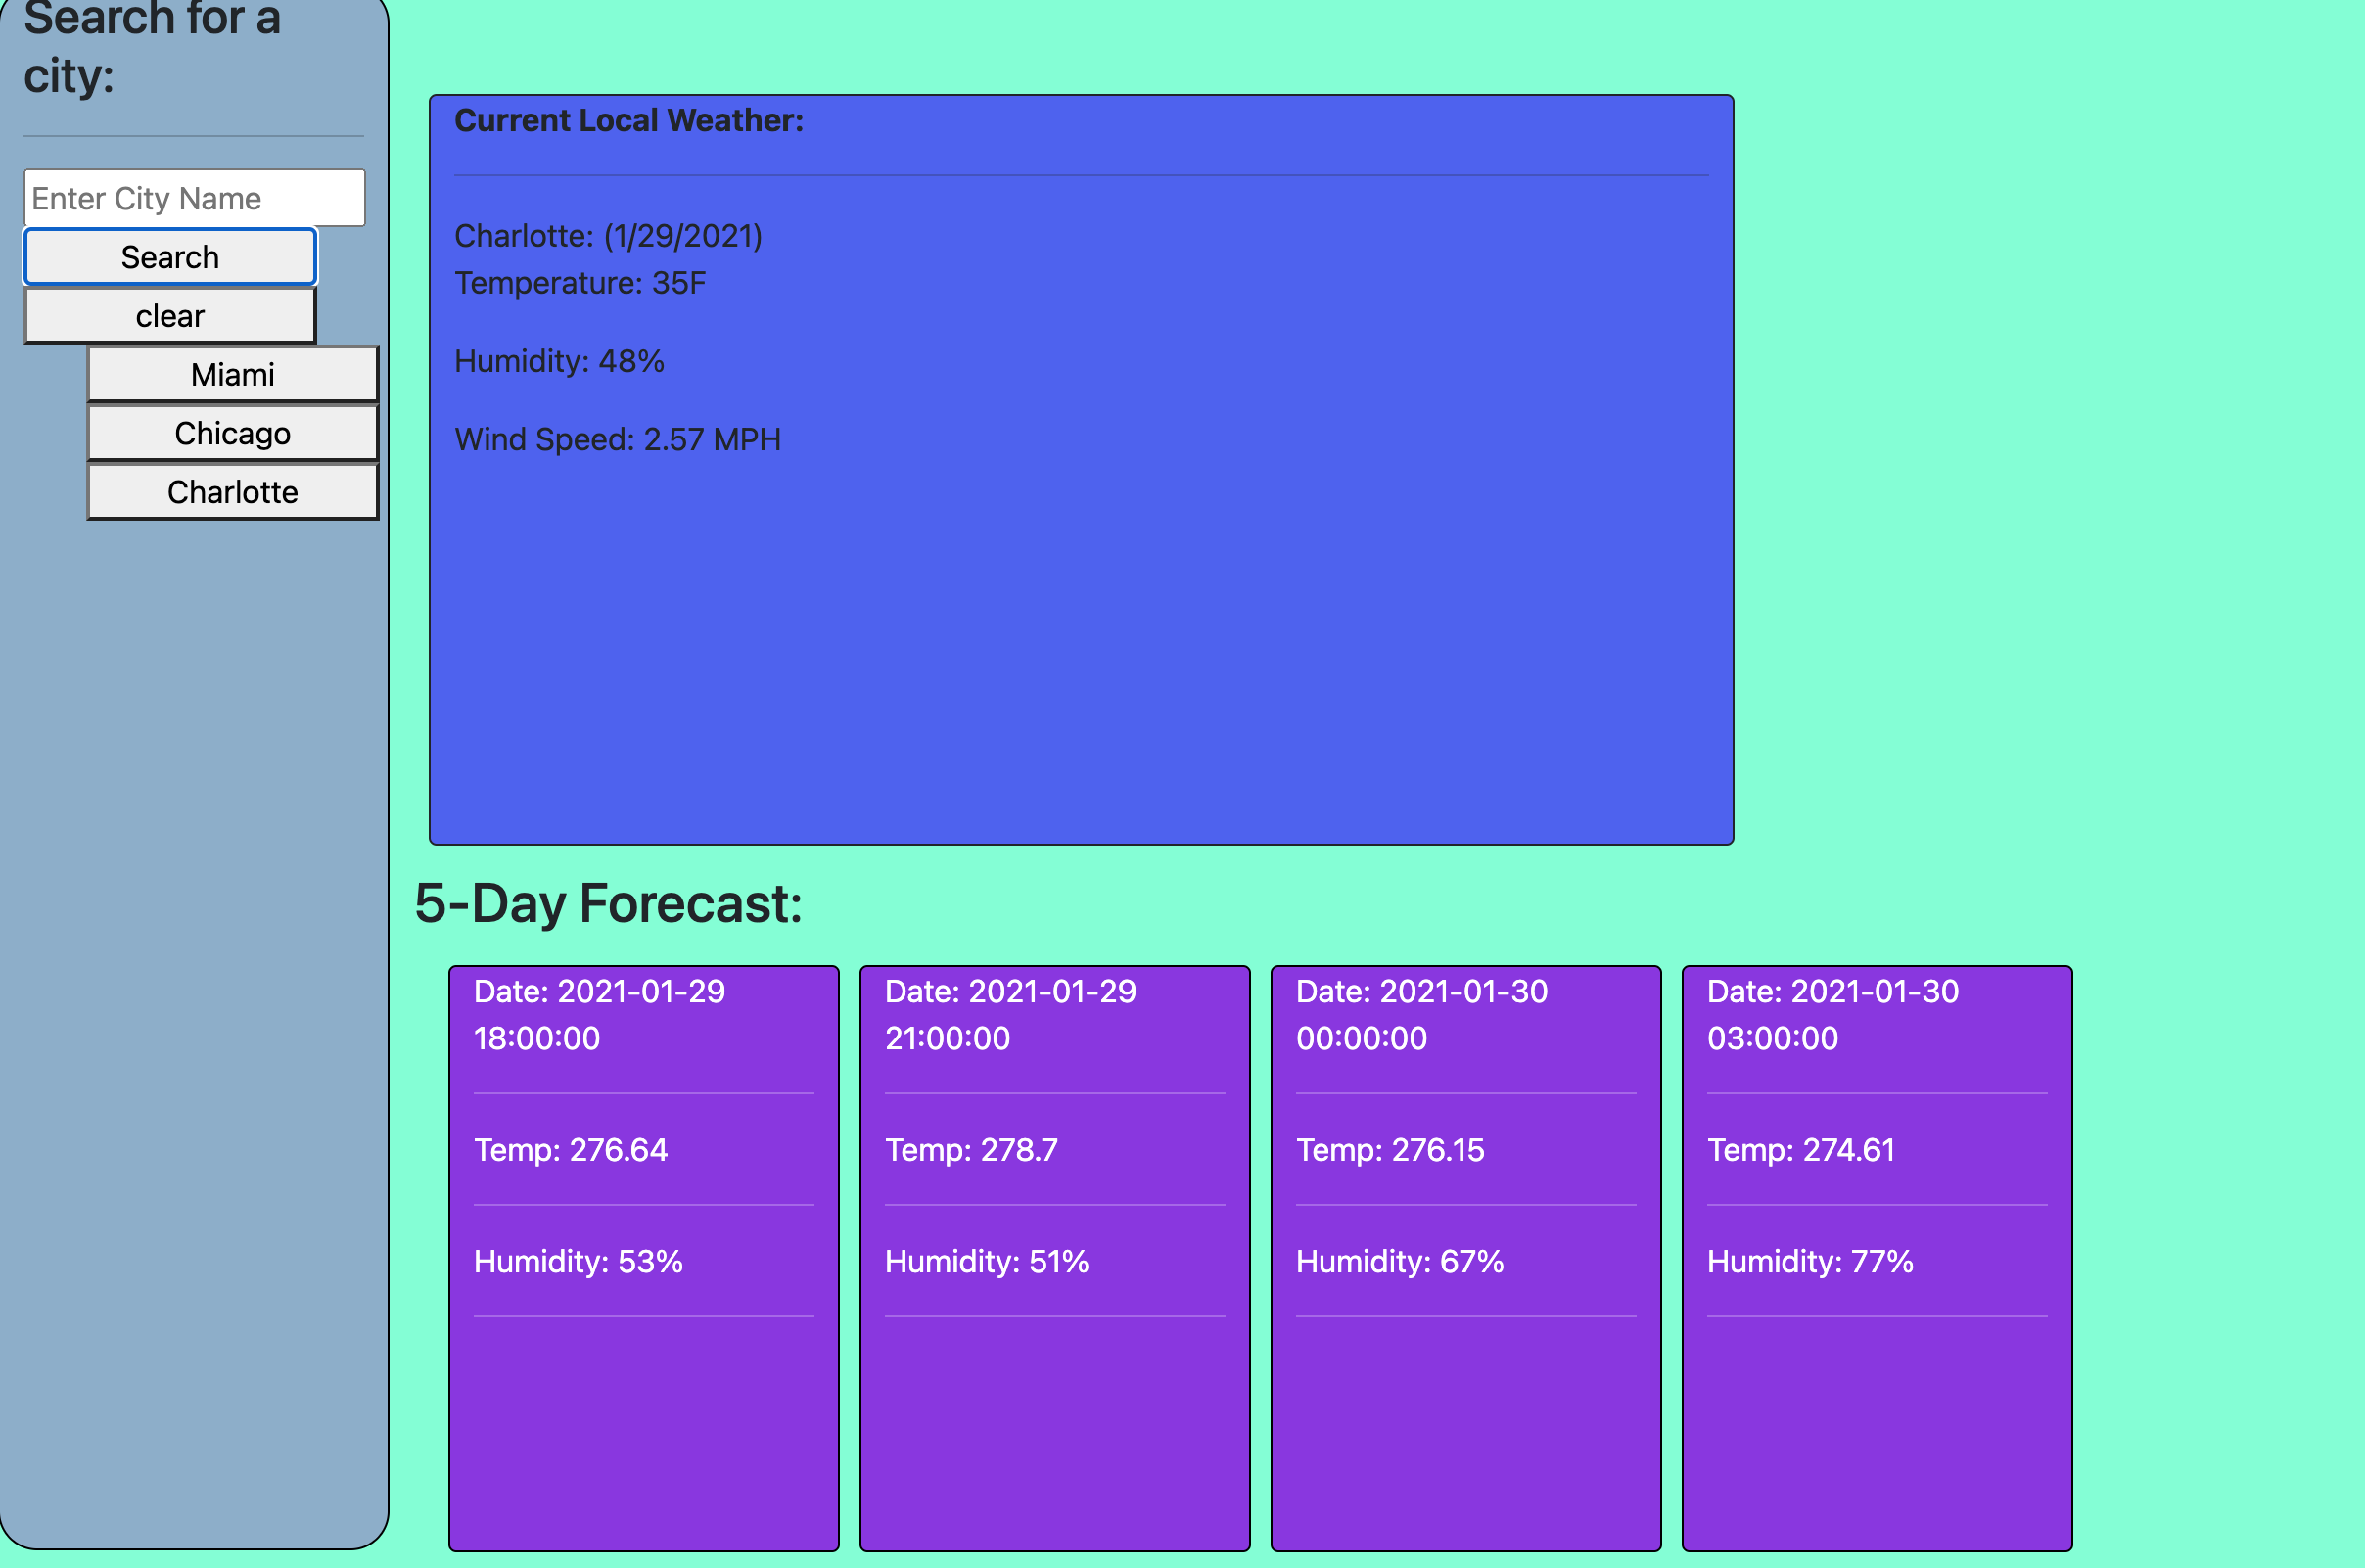 Search for a
city:
Enter City Name
Search
clear
Miami
Chicago
Charlotte
Current Local Weather:
Charlotte: (1/29/2021)
Temperature: 35F
Humidity: 48%
Wind Speed: 2.57 MPH
5-Day Forecast:
Date: 2021-01-29
18:00:00
Temp: 276.64
Humidity: 53%
Date: 2021-01-29
21:00:00
Temp: 278.7
Humidity: 51%
Date: 2021-01-30
00:00:00
Temp: 276.15
Humidity: 67%
Date: 2021-01-30
03:00:00
Temp: 274.61
Humidity: 77%